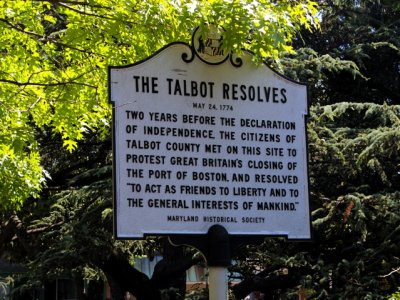 THE TALBOT RESOLVES
MAY 24, 1774
TWO YEARS BEFORE THE DECLARATION
OF INDEPENDENCE, THE CITIZENS OF
TALBOT COUNTY MET ON THIS SITE TO
PROTEST GREAT BRITAIN'S CLOSING OF
THE PORT OF BOSTON, AND RESOLVED
"TO ACT AS FRIENDS TO LIBERTY AND TO
THE GENERAL INTERESTS OF MANKIND."
MARYLAND HISTORICAL SOCIETY